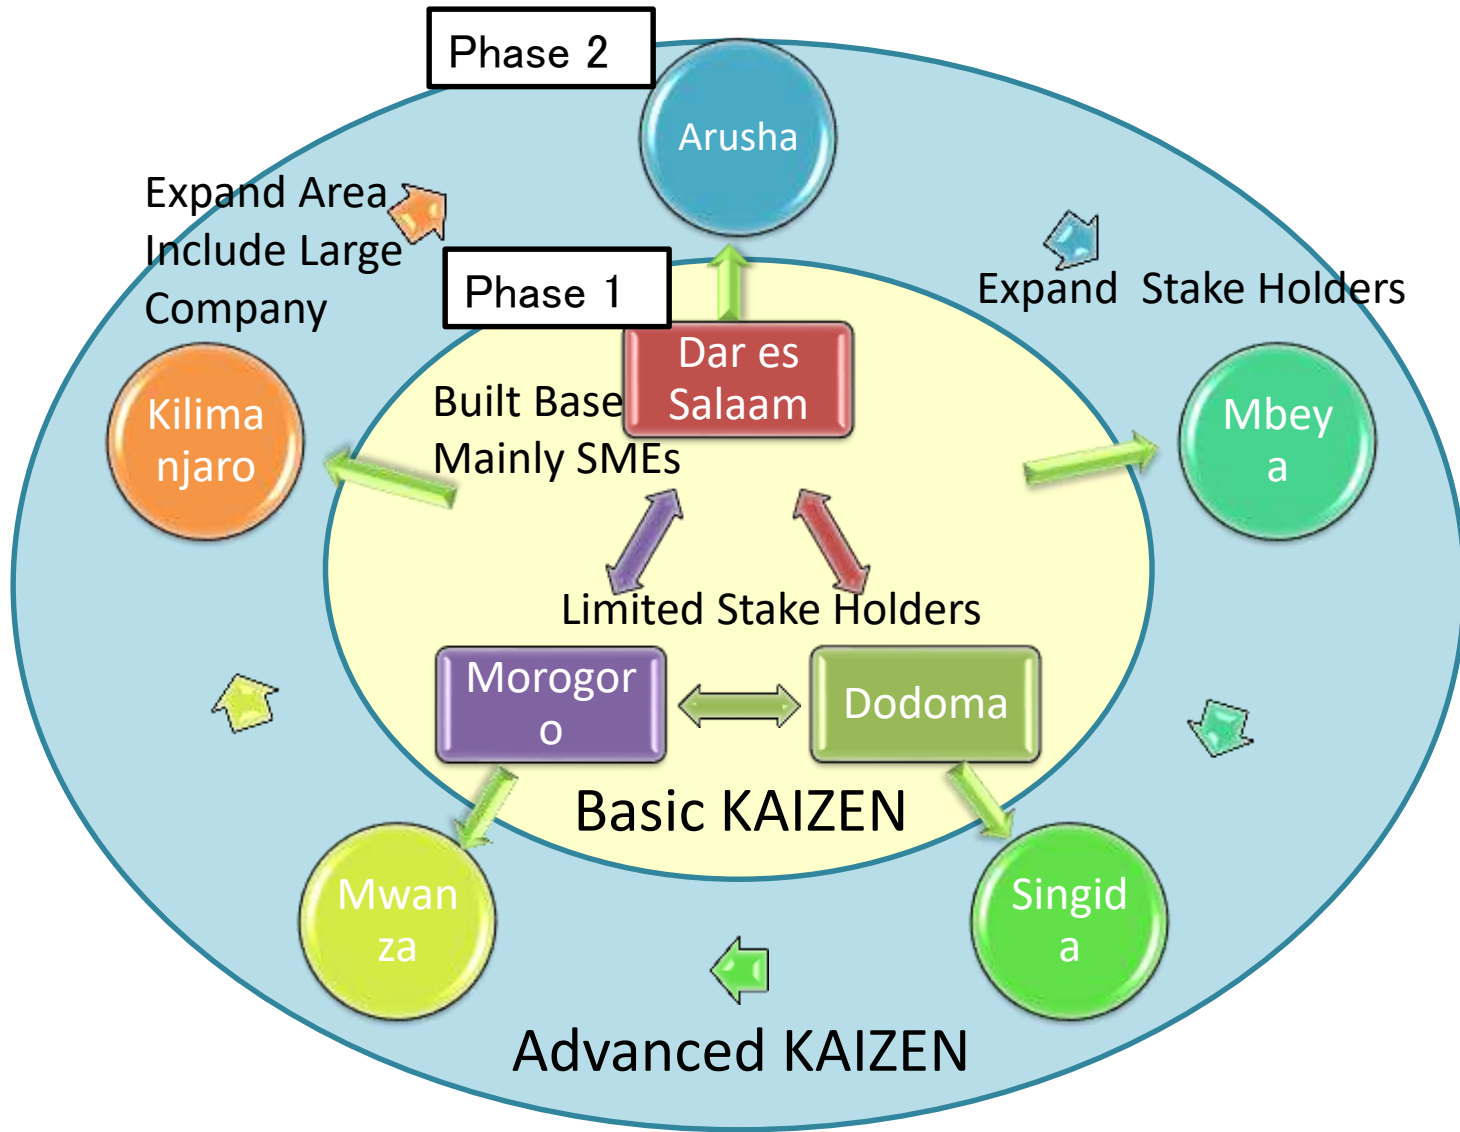 Phase 2
Arusha
Expand Area
Include Large
Company
Phase 1
Expand Stake Holders
Dar es
Salaam
Built Base
Mainly SMEs
Kilima
njaro
Mbey
a
Limited Stake Holders
Morogor
o
Dodoma
Basic KAIZEN
Mwan
za
Singid
a
Advanced KAIZEN